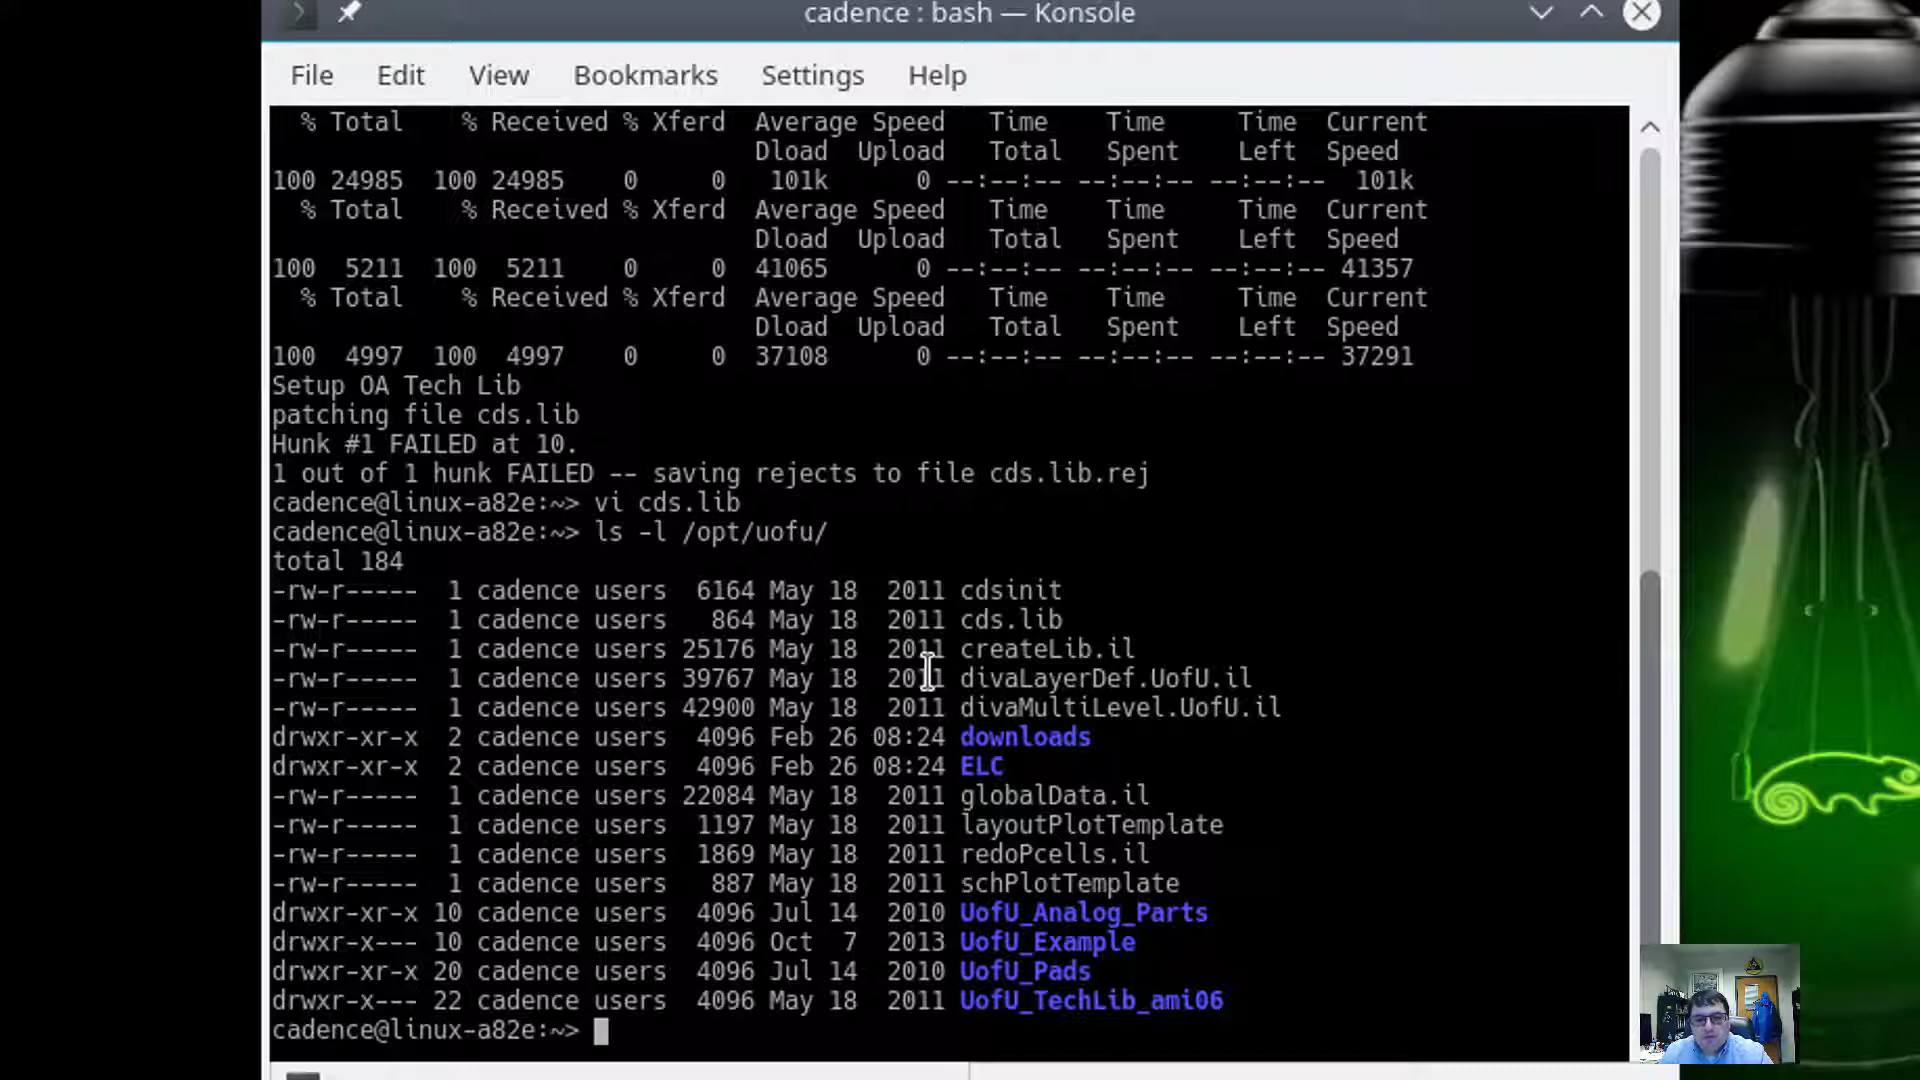 cadence : bash — Konsole
File Edit View Bookmarks Settings Help
% Total % Received % Xferd Average Speed Time Time Time Current
Dload Upload Total Spent Left Speed
100 24985 100 24985 0 0 101k 0 --:--:-- --:--:-- --:--:-- 101k
% Total % Received % Xferd Average Speed Time Time Time Current
Dload Upload Total Spent Left Speed
100 5211 100 5211 0 0 41065 0 --:--:-- --:--:-- --:--:-- 41357
% Total % Received % Xferd Average Speed Time Time Time Current
Dload Upload Total Spent Left Speed
100 4997 100 4997 0 0 37108 0 --:--:-- --:--:-- --:--:-- 37291
Setup OA Tech Lib
patching file cds.lib
Hunk #1 FAILED at 10.
1 out of 1 hunk FAILED -- saving rejects to file cds.lib.rej
cadence@linux-a82e:~> vi cds.lib
cadence@linux-a82e:~> ls -l /opt/uofu/
total 184
-rw-r----- 1 cadence users 6164 May 18 2011 cdsinit
-rw-r----- 1 cadence users 864 May 18 2011 cds.lib
-rw-r----- 1 cadence users 25176 May 18 2011 createLib.il
-rw-r----- 1 cadence users 39767 May 18 2011 divaLayerDef.UofU.il
-rw-r----- 1 cadence users 42900 May 18 2011 divaMultiLevel.UofU.il
drwxr-xr-x 2 cadence users 4096 Feb 26 08:24 downloads
drwxr-xr-x 2 cadence users 4096 Feb 26 08:24 ELC
-rw-r----- 1 cadence users 22084 May 18 2011 globalData.il
-rw-r----- 1 cadence users 1197 May 18 2011 layoutPlotTemplate
-rw-r----- 1 cadence users 1869 May 18 2011 redoPcells.il
-rw-r----- 1 cadence users 887 May 18 2011 schPlotTemplate
drwxr-xr-x 10 cadence users 4096 Jul 14 2010 UofU_Analog_Parts
drwxr-x--- 10 cadence users 4096 Oct 7 2013 UofU_Example
drwxr-xr-x 20 cadence users 4096 Jul 14 2010 UofU_Pads
drwxr-x--- 22 cadence users 4096 May 18 2011 UofU_TechLib_ami06
cadence@linux-a82e:~>